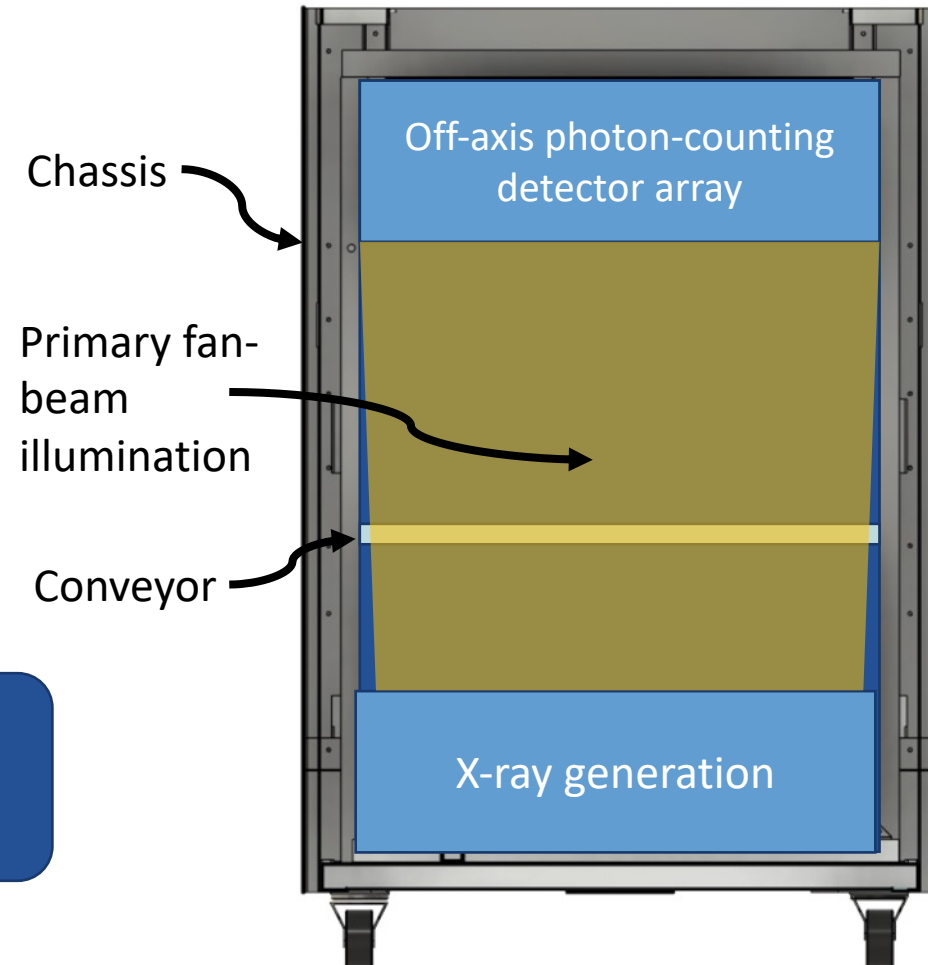 Off-axis photon-counting
detector array
Chassis
Primary fan-
beam
illumination
Conveyor
X-ray generation